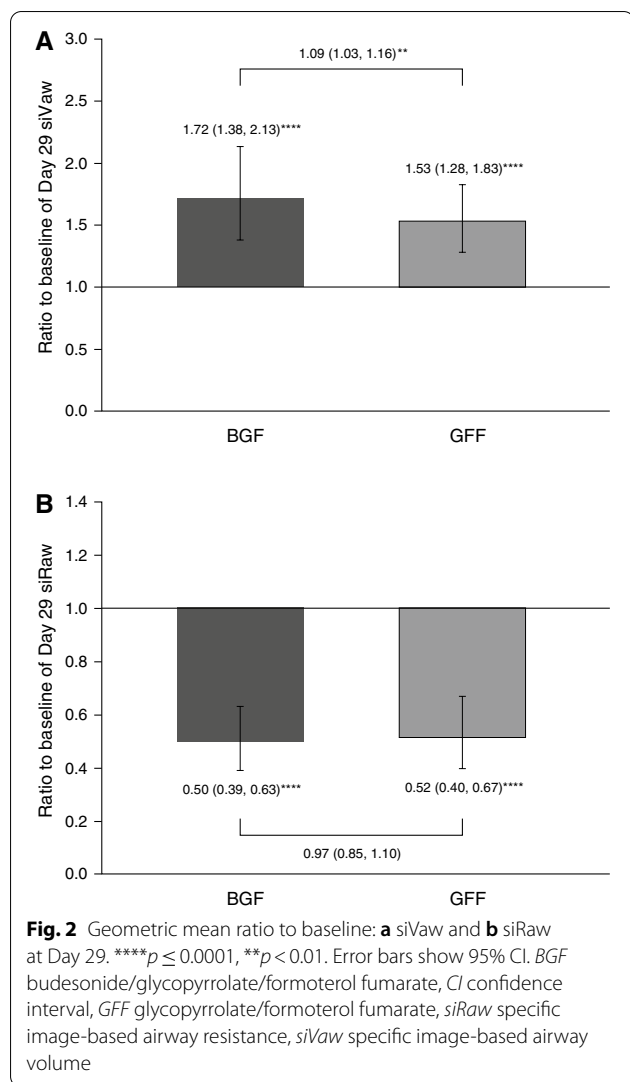 A
Ratio to baseline of Day 29 siVaw
3.0
2.5
2.0
1.5
1.0
0.5
0.0
1.09 (1.03, 1.16)**
1.72 (1.38, 2.13)****
1.53 (1.28, 1.83)****
BGF
GFF
B
Ratio to baseline of Day 29 siRaw
1.4
1.2
1.0
0.8
0.6
0.4
0.2
0.0
0.50 (0.39, 0.63)****
0.52 (0.40, 0.67)****
0.97 (0.85, 1.10)
BGF
GFF
Fig. 2 Geometric mean ratio to baseline: a siVaw and b siRaw
at Day 29. ****p ≤ 0.0001, **p < 0.01. Error bars show 95% CI. BGF
budesonide/glycopyrrolate/formoterol fumarate, CI confidence
interval, GFF glycopyrrolate/formoterol fumarate, siRaw specific
image-based airway resistance, siVaw specific image-based airway
volume